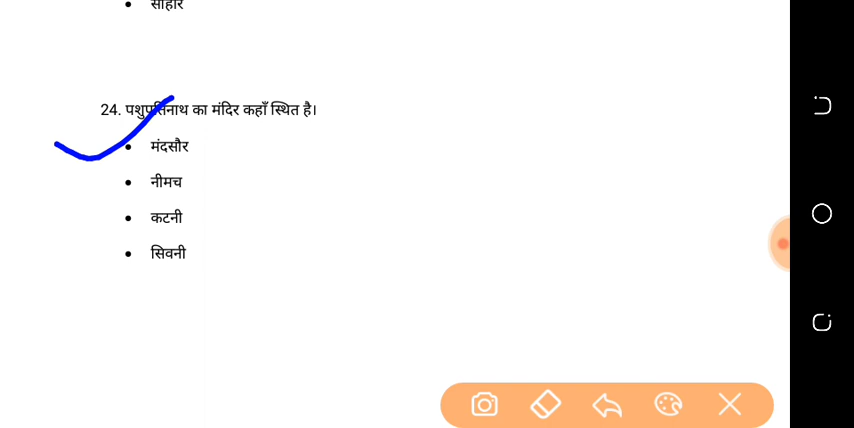 24. पशुपतिनाथ का मंदिर कहाँ स्थित है।
• मंदसौर
• नीमच
• कटनी
• सिवनी